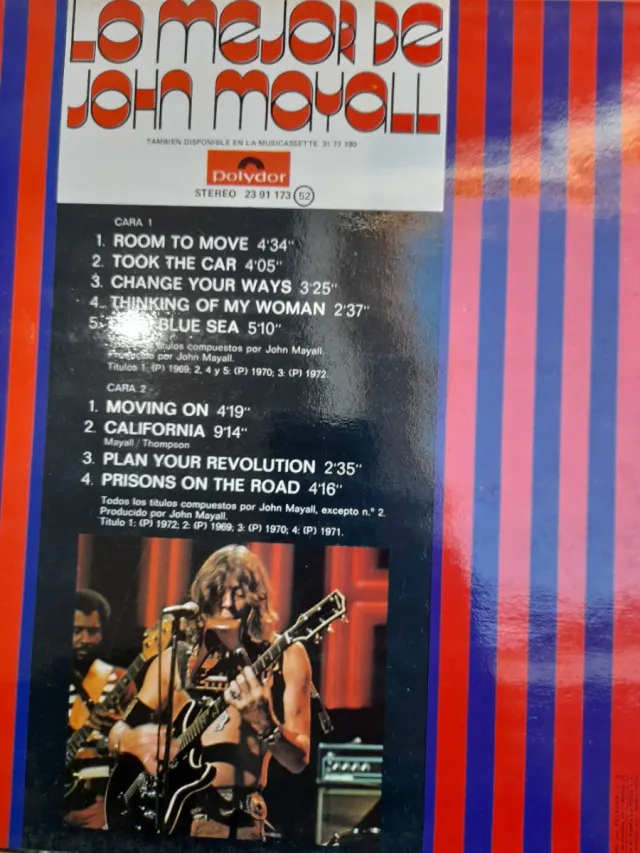 LO MEJOR DE
JOHN MAYALL
TAMBIEN DISPONIBLE EN LA MUSICASSETTE 31 77 190
polydor
STEREO 23 91 173 52
CARA 1
1. ROOM TO MOVE 4'34"
2. TOOK THE CAR 4'05"
3. CHANGE YOUR WAYS 3'25"
4. THINKING OF MY WOMAN 2'37"
5. BLUE SEA 5'10"
Todos los títulos compuestos por John Mayall.
Producido por John Mayall.
Títulos 1: (P) 1969; 2, 4 y 5: (P) 1970; 3: (P) 1972.
CARA 2
1. MOVING ON 4'19"
2. CALIFORNIA 9'14"
Mayall / Thompson
3. PLAN YOUR REVOLUTION 2'35"
4. PRISONS ON THE ROAD 4'16"
Todos los títulos compuestos por John Mayall, excepto n.º 2.
Producido por John Mayall.
Título 1: (P) 1972; 2: (P) 1969; 3: (P) 1970; 4: (P) 1971.